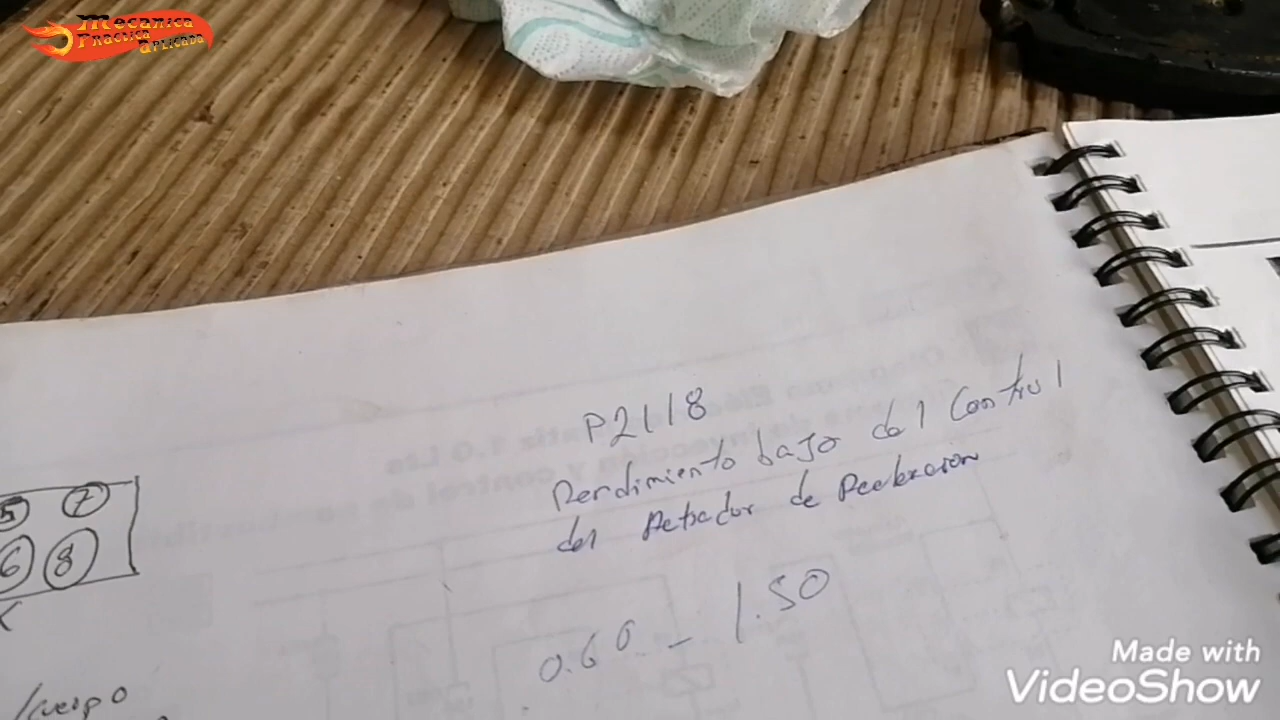 Mecanica
Practica
Aplicada
P2118
Rendimiento bajo del Control
del Actuador de Aceleracion
0.60 - 1.50
5 7
6 8
Cuerpo
Made with
VideoShow